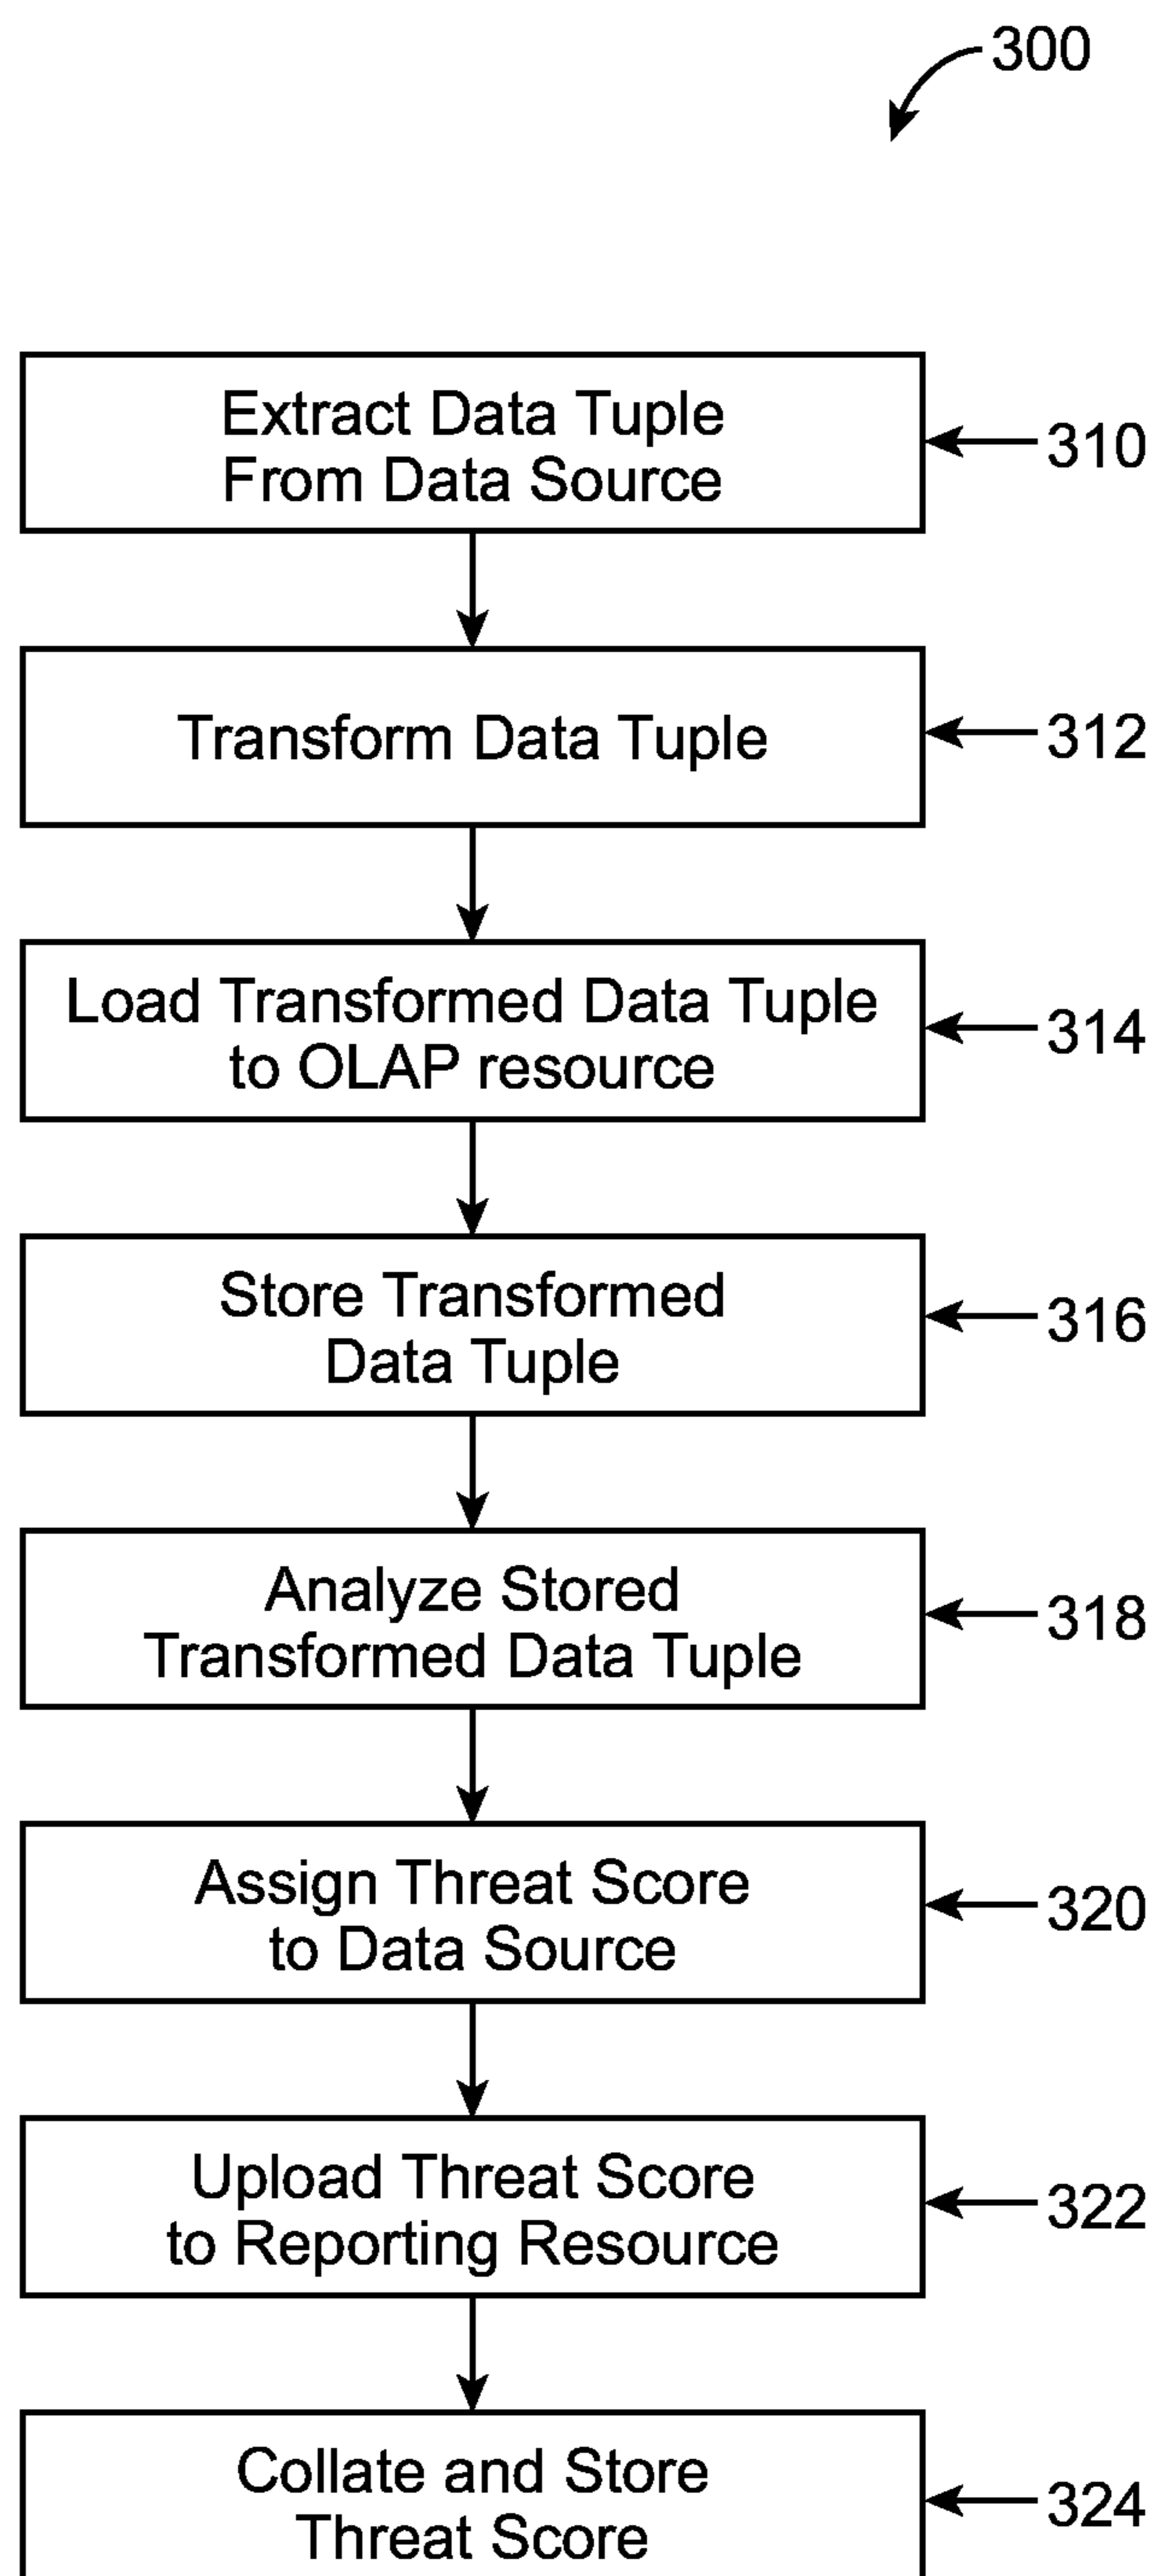 300
Extract Data Tuple
From Data Source
310
Transform Data Tuple
312
Load Transformed Data Tuple
to OLAP resource
314
Store Transformed
Data Tuple
316
Analyze Stored
Transformed Data Tuple
318
Assign Threat Score
to Data Source
320
Upload Threat Score
to Reporting Resource
322
Collate and Store
Threat Score
324